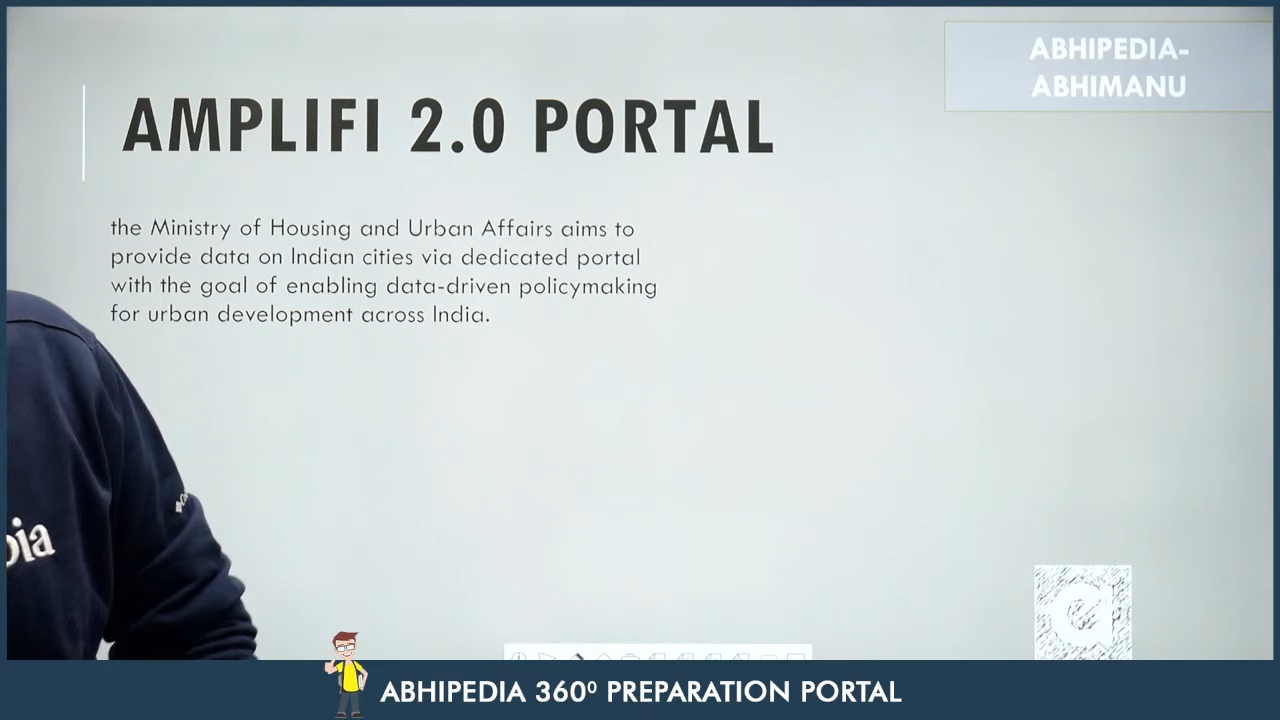 ABHIPEDIA-
ABHIMANU
AMPLIFI 2.0 PORTAL
the Ministry of Housing and Urban Affairs aims to
provide data on Indian cities via dedicated portal
with the goal of enabling data-driven policymaking
for urban development across India.
ia
a
ABHIPEDIA 360⁰ PREPARATION PORTAL